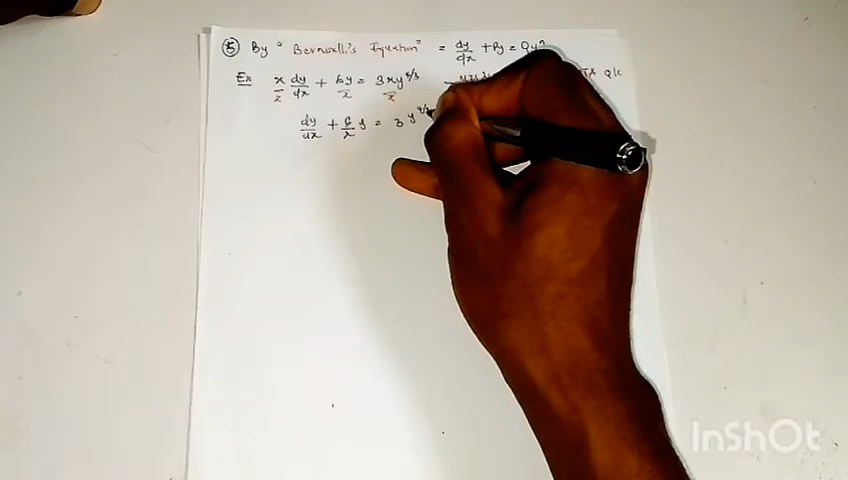 ⑤ By "Bernoulli's Equation" = dy/dx + Py = Qyⁿ
Ex x/x dy/dx + 6y/x = 3xy^4/3 /x
dy/dx + 6/x y = 3 y^4/3
InShOt